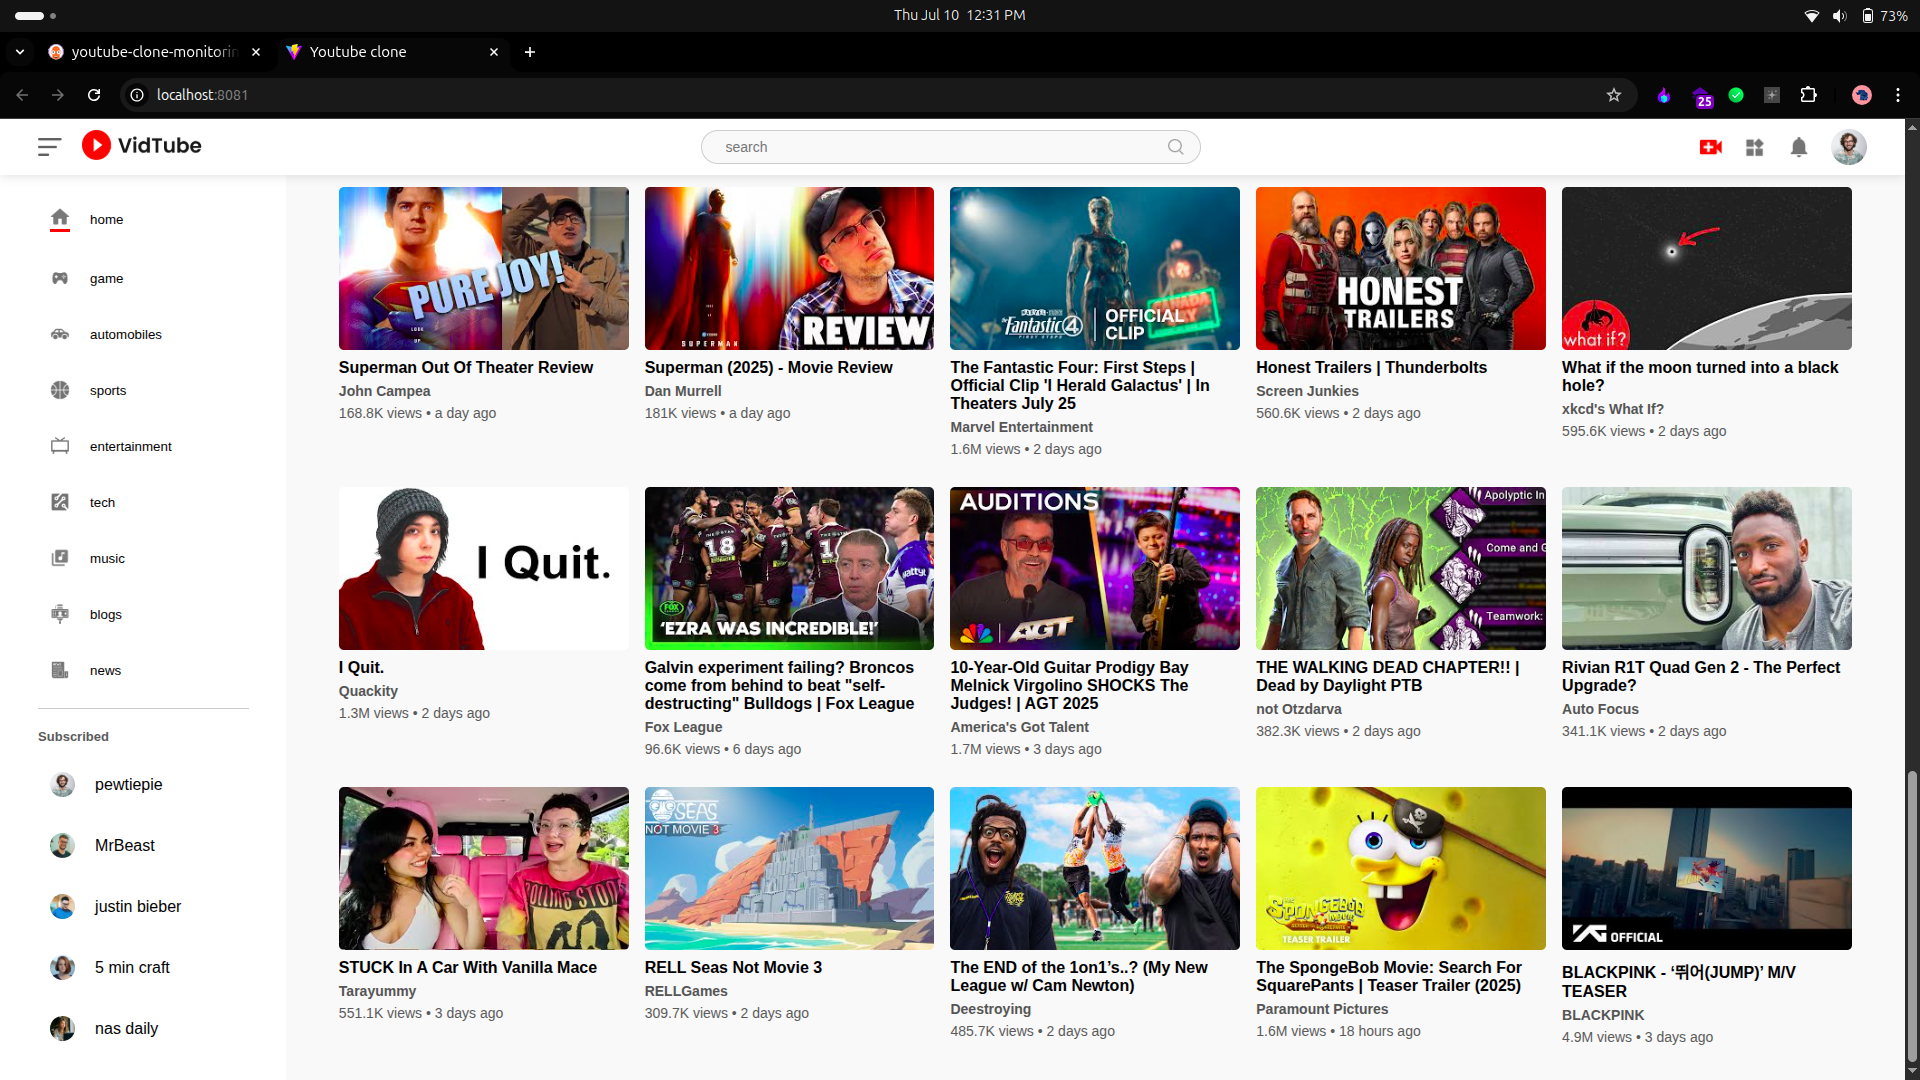 Thu Jul 10 12:31 PM
73%
youtube-clone-monitorin
Youtube clone
localhost:8081
25
VidTube
search
home
game
automobiles
sports
entertainment
tech
music
blogs
news
Subscribed
pewtiepie
MrBeast
justin bieber
5 min craft
nas daily
PURE JOY!
LOOK
UP
Superman Out Of Theater Review
John Campea
168.8K views • a day ago
SUPERMAN
REVIEW
Superman (2025) - Movie Review
Dan Murrell
181K views • a day ago
Fantastic 4
FIRST STEPS
OFFICIAL
CLIP
The Fantastic Four: First Steps |
Official Clip 'I Herald Galactus' | In
Theaters July 25
Marvel Entertainment
1.6M views • 2 days ago
HONEST
TRAILERS
Honest Trailers | Thunderbolts
Screen Junkies
560.6K views • 2 days ago
what if?
What if the moon turned into a black
hole?
xkcd's What If?
595.6K views • 2 days ago
I Quit.
I Quit.
Quackity
1.3M views • 2 days ago
18
FOX
‘EZRA WAS INCREDIBLE!’
Galvin experiment failing? Broncos
come from behind to beat "self-
destructing" Bulldogs | Fox League
Fox League
96.6K views • 6 days ago
AUDITIONS
AGT
10-Year-Old Guitar Prodigy Bay
Melnick Virgolino SHOCKS The
Judges! | AGT 2025
America's Got Talent
1.7M views • 3 days ago
Apolyptic In
Come and G
Teamwork:
THE WALKING DEAD CHAPTER!! |
Dead by Daylight PTB
not Otzdarva
382.3K views • 2 days ago
Rivian R1T Quad Gen 2 - The Perfect
Upgrade?
Auto Focus
341.1K views • 2 days ago
STUCK In A Car With Vanilla Mace
Tarayummy
551.1K views • 3 days ago
SEAS
NOT MOVIE 3
RELL Seas Not Movie 3
RELLGames
309.7K views • 2 days ago
The END of the 1on1’s..? (My New
League w/ Cam Newton)
Deestroying
485.7K views • 2 days ago
SPONGEBOB
MOVIE
TEASER TRAILER
The SpongeBob Movie: Search For
SquarePants | Teaser Trailer (2025)
Paramount Pictures
1.6M views • 18 hours ago
YG OFFICIAL
BLACKPINK - ‘뛰어(JUMP)’ M/V
TEASER
BLACKPINK
4.9M views • 3 days ago